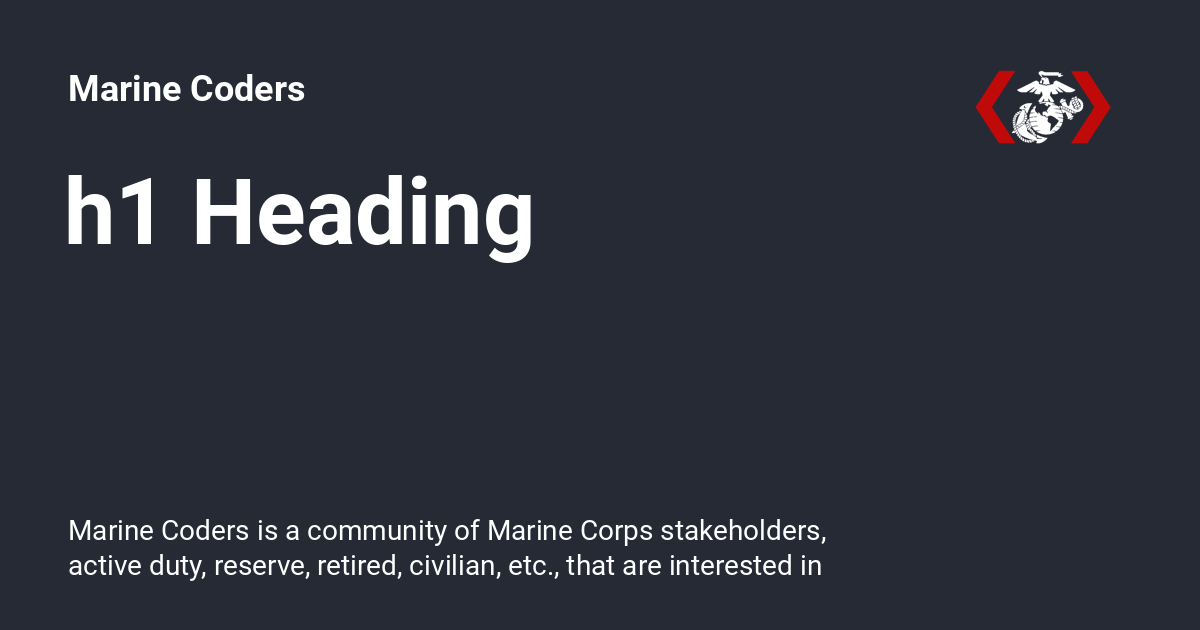 Marine Coders
h1 Heading
Marine Coders is a community of Marine Corps stakeholders,
active duty, reserve, retired, civilian, etc., that are interested in